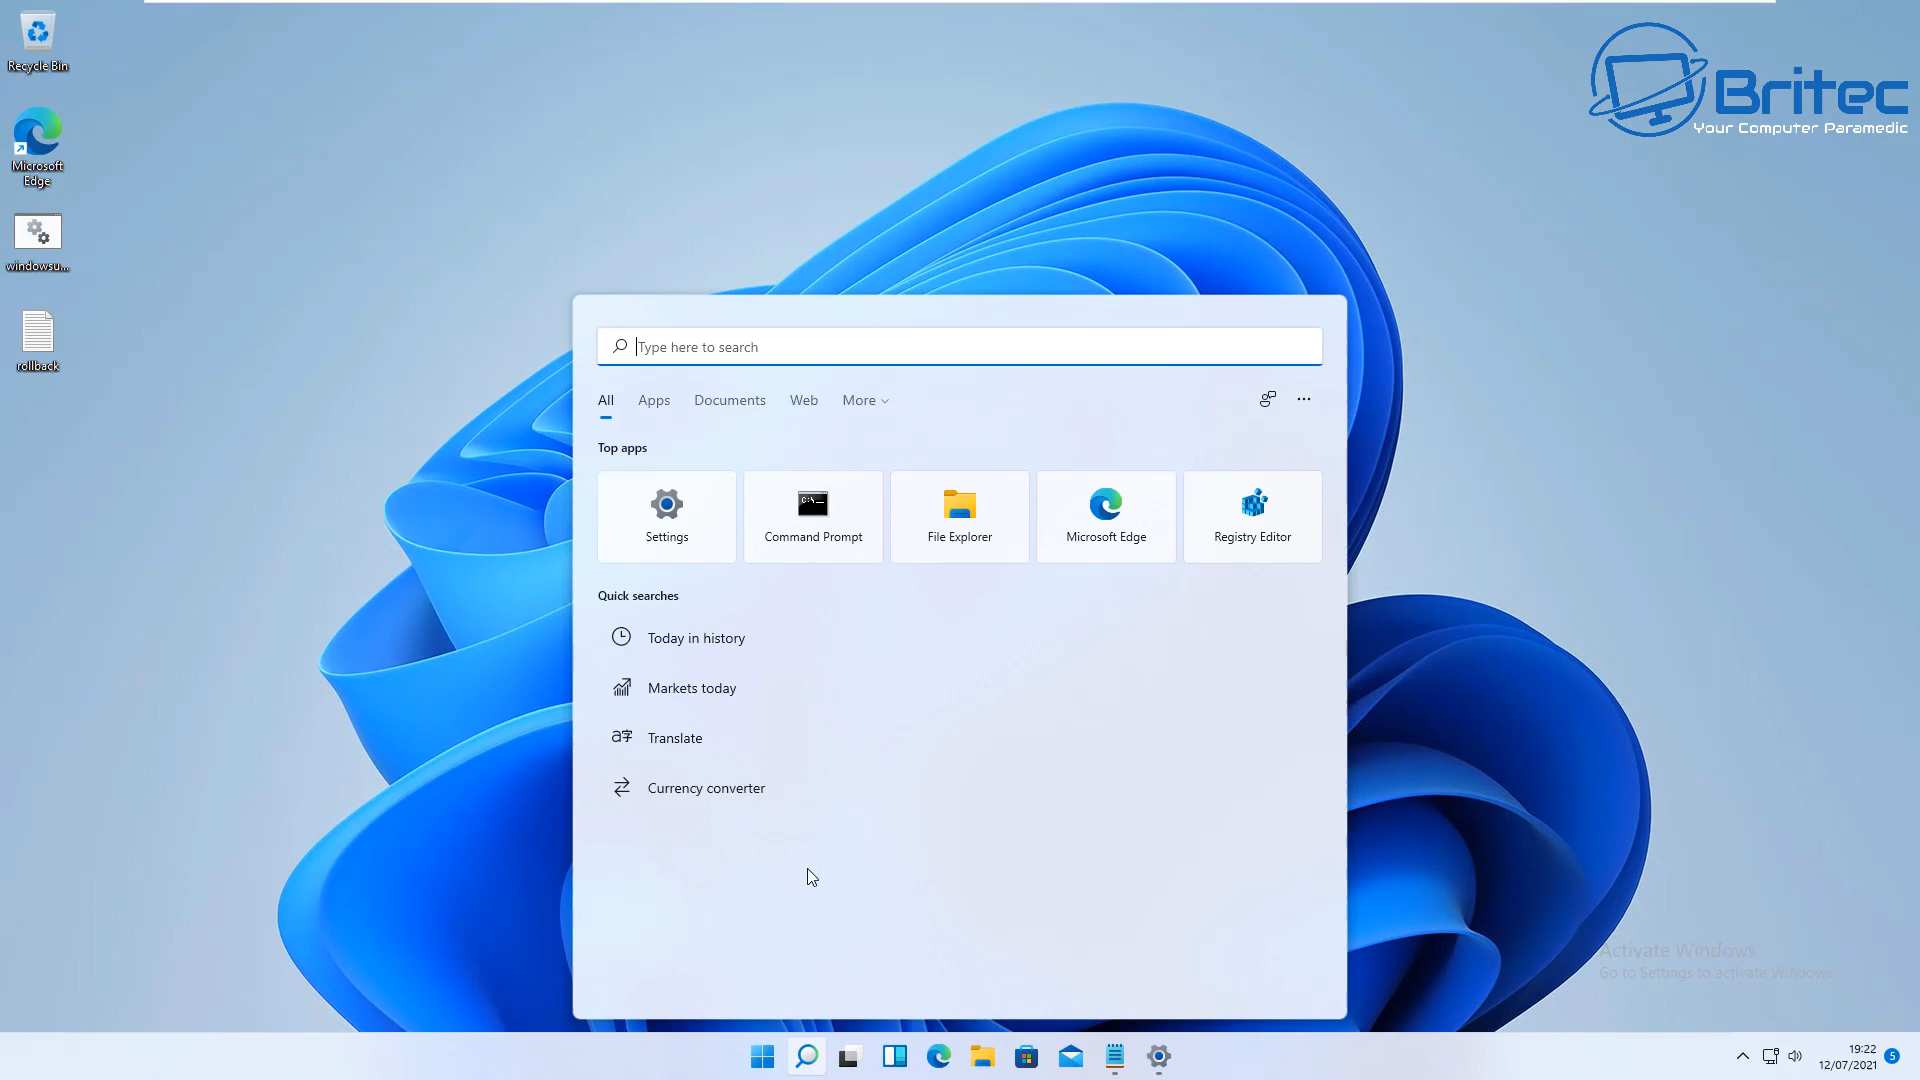 Recycle Bin
Microsoft
Edge
windowsu...
rollback
Britec
Your Computer Paramedic
Type here to search
All
Apps
Documents
Web
More
Top apps
Settings
C:\
Command Prompt
File Explorer
Microsoft Edge
Registry Editor
Quick searches
Today in history
Markets today
a字
Translate
Currency converter
Activate Windows
Go to Settings to activate Windows.
19:22
12/07/2021
5